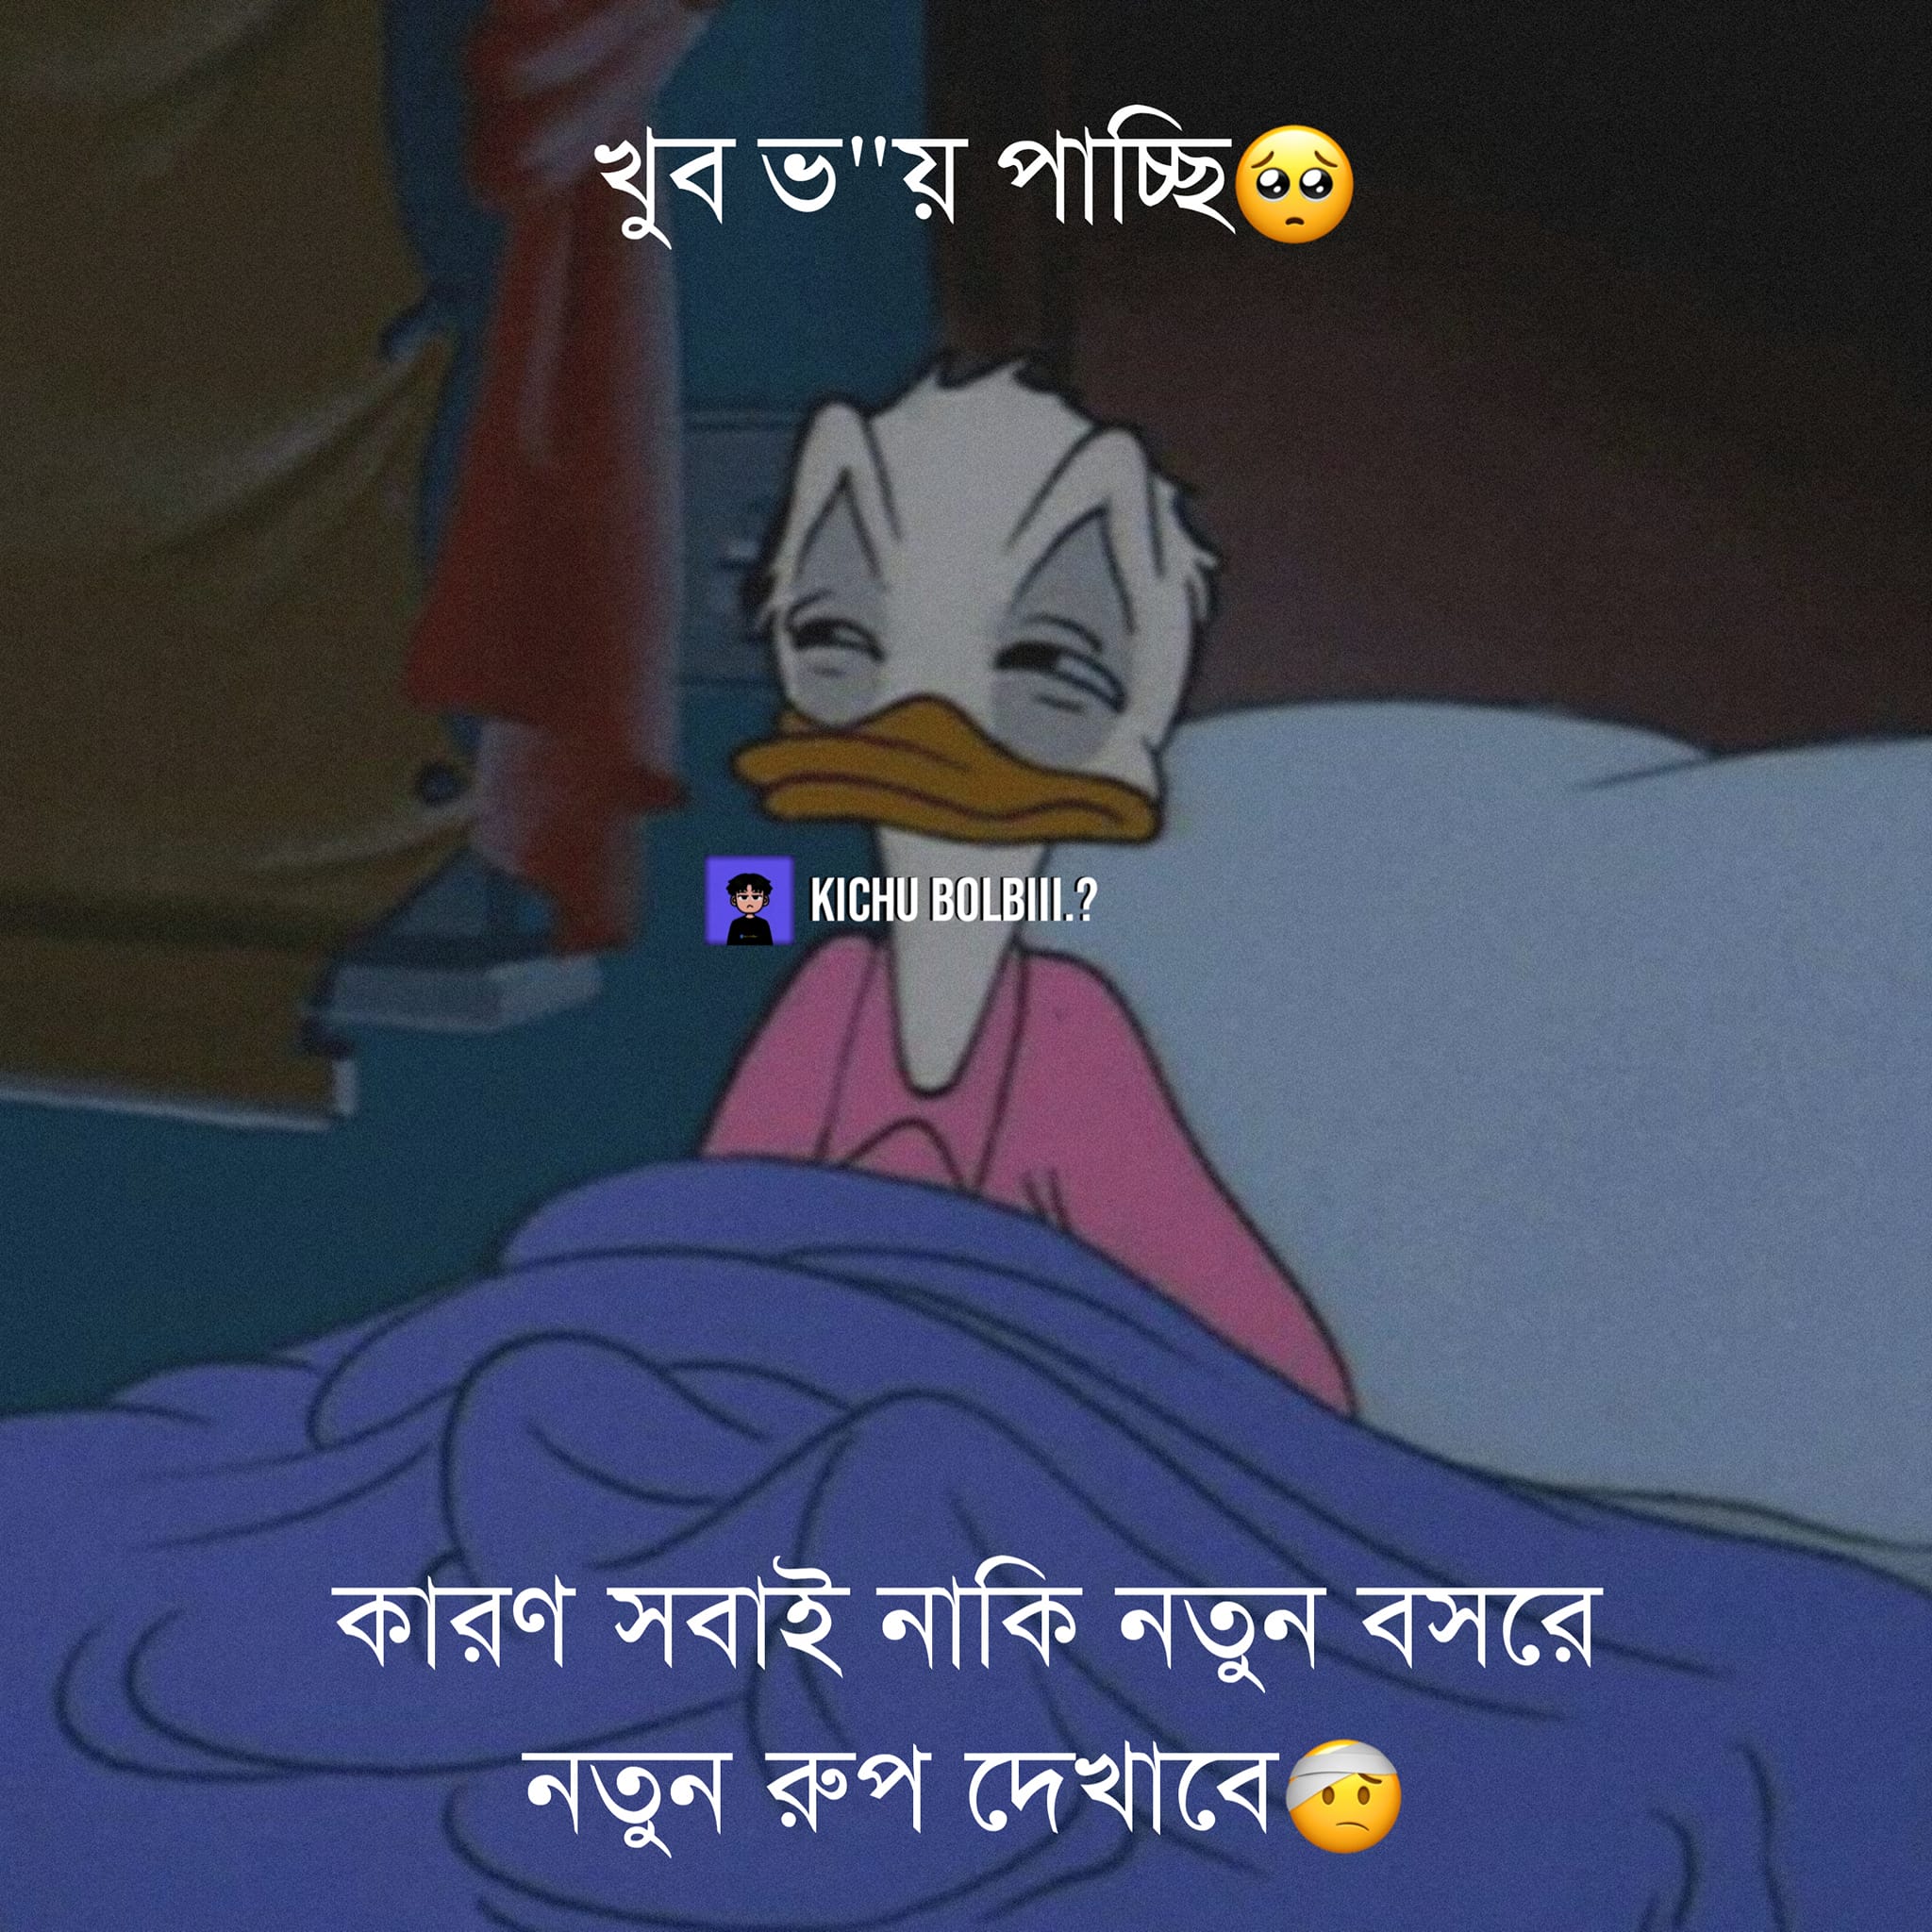 খুব ভ"য় পাচ্ছি🥺
KICHU BOLBIII.?
কারণ সবাই নাকি নতুন বসরে
নতুন রুপ দেখাবে🤕